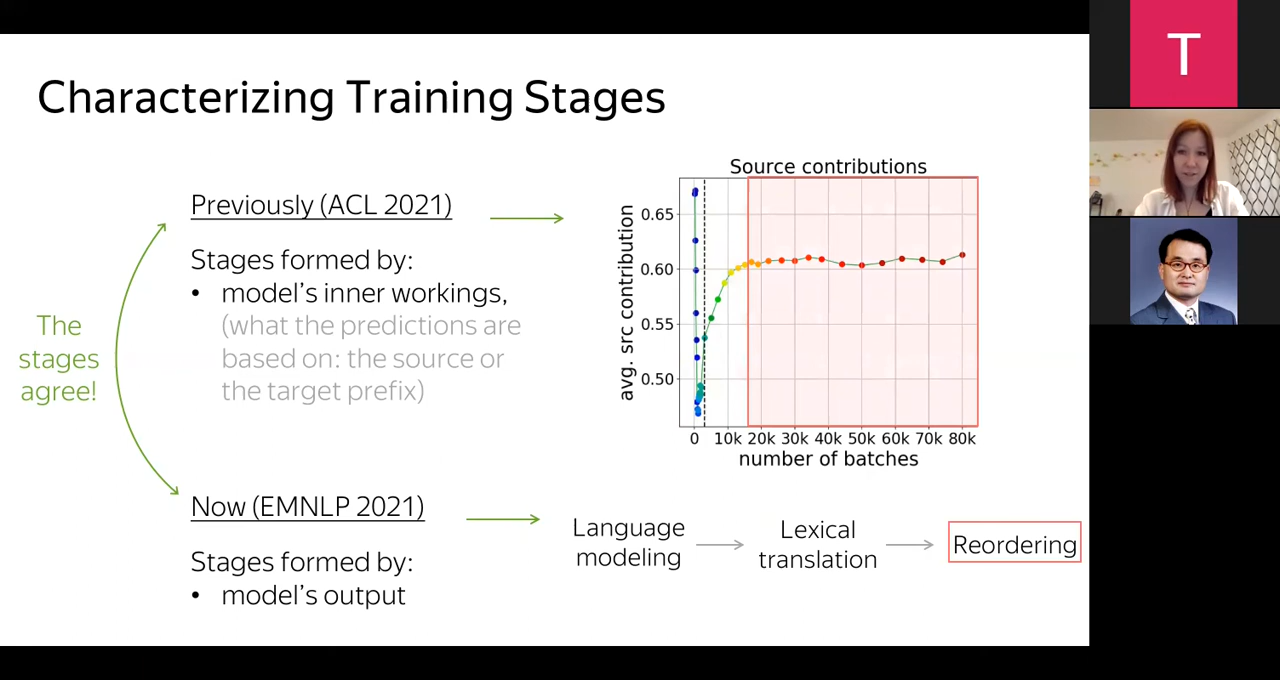 Characterizing Training Stages
Previously (ACL 2021)
Stages formed by:
• model's inner workings,
(what the predictions are
based on: the source or
the target prefix)
The
stages
agree!
Now (EMNLP 2021)
Stages formed by:
• model's output
Source contributions
avg. src contribution
0.65
0.60
0.55
0.50
0 10k 20k 30k 40k 50k 60k 70k 80k
number of batches
Language
modeling
Lexical
translation
Reordering
T